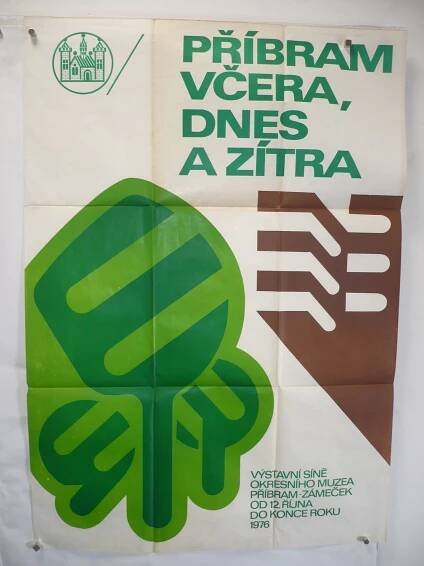 PŘÍBRAM
VČERA,
DNES
A ZÍTRA
VÝSTAVNÍ SÍNĚ
OKRESNÍHO MUZEA
PŘÍBRAM-ZÁMEČEK
OD 12. ŘÍJNA
DO KONCE ROKU
1976